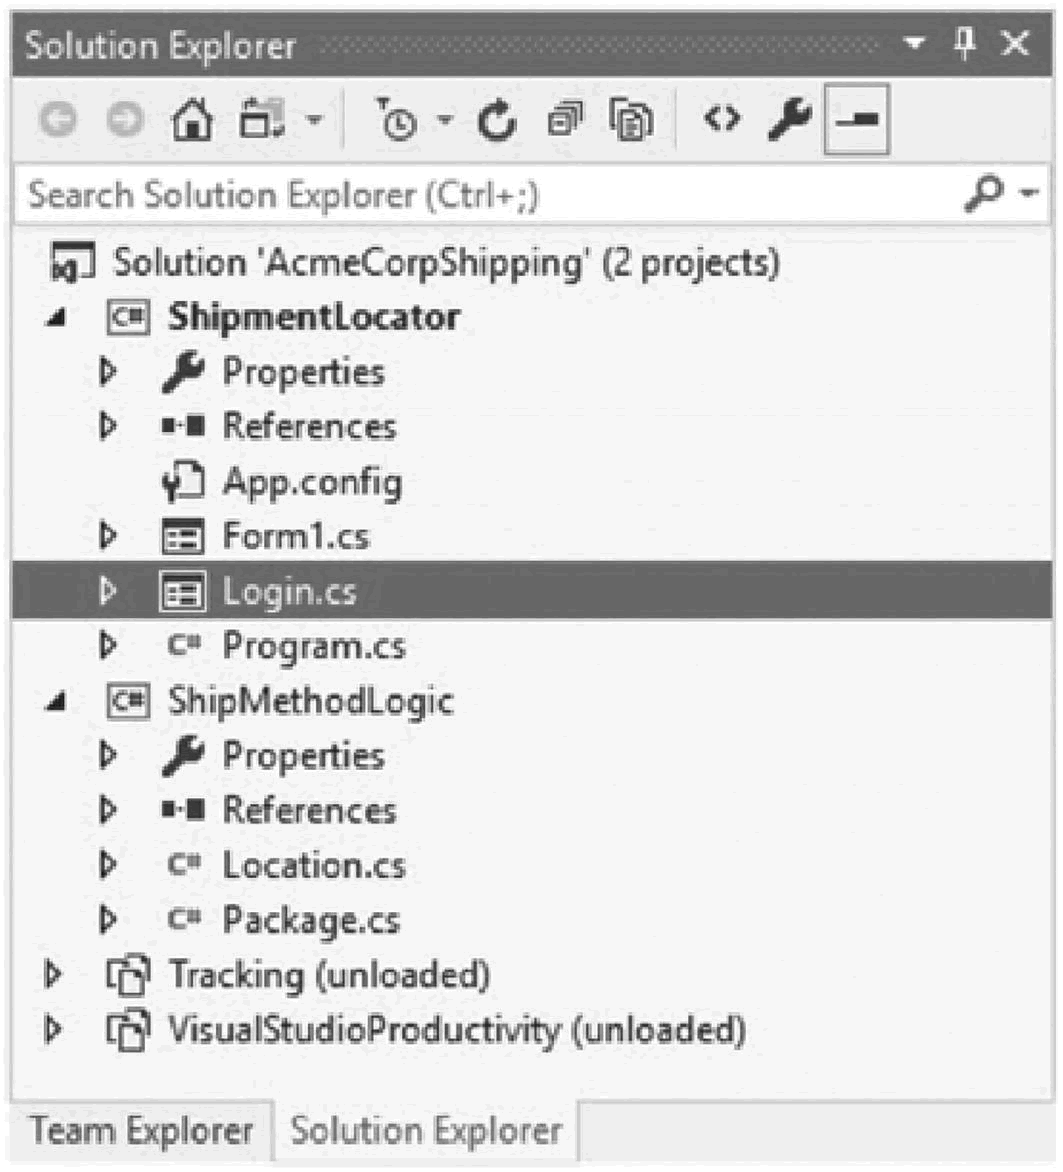 Solution Explorer
Search Solution Explorer (Ctrl+;)
Solution 'AcmeCorpShipping' (2 projects)
C# ShipmentLocator
Properties
References
App.config
Form1.cs
Login.cs
C# Program.cs
C# ShipMethodLogic
Properties
References
C# Location.cs
C# Package.cs
Tracking (unloaded)
VisualStudioProductivity (unloaded)
Team Explorer Solution Explorer